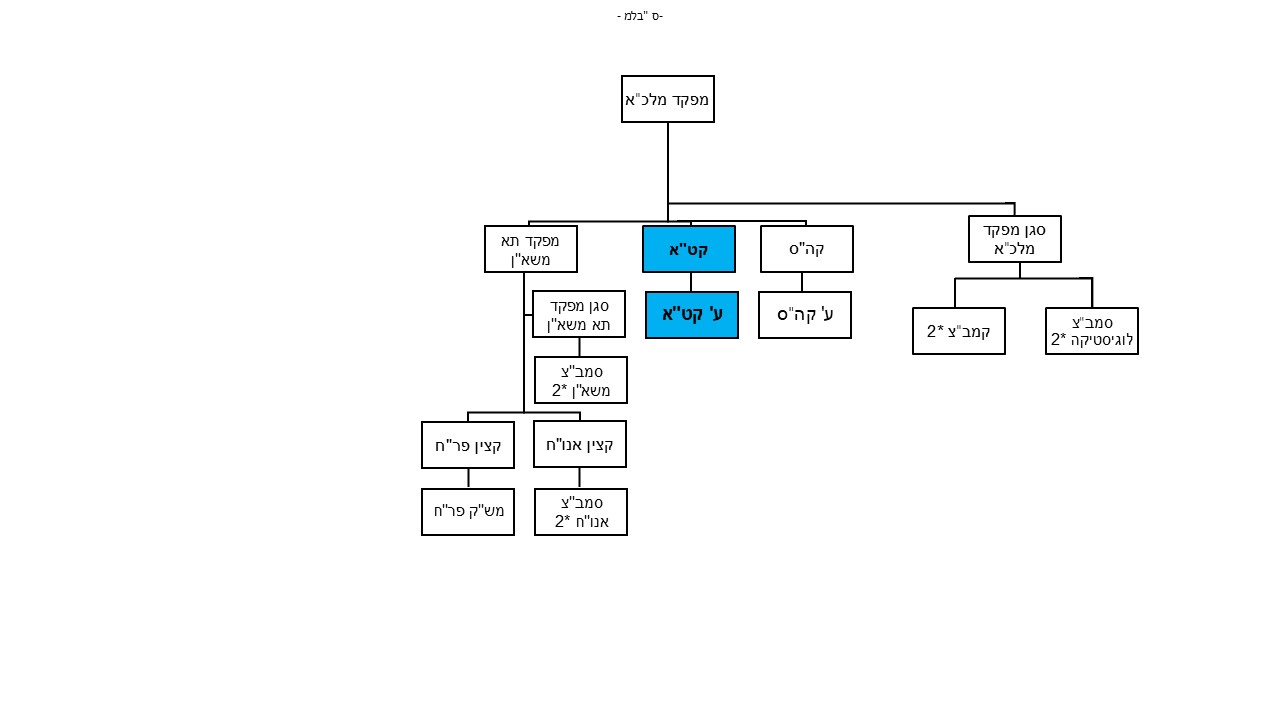 - בלמ"ס -
מפקד מלכ"א
סגן מפקד
מלכ"א
קה"ס
קט"א
מפקד תא
משא"ן
סגן מפקד
תא משא"ן
ע' קה"ס
ע' קט"א
סמב"צ
לוגיסטיקה *2
קמב"צ *2
סמב"צ
משא"ן *2
קצין אנו"ח
קצין פר"ח
סמב"צ
אנו"ח *2
מש"ק פר"ח